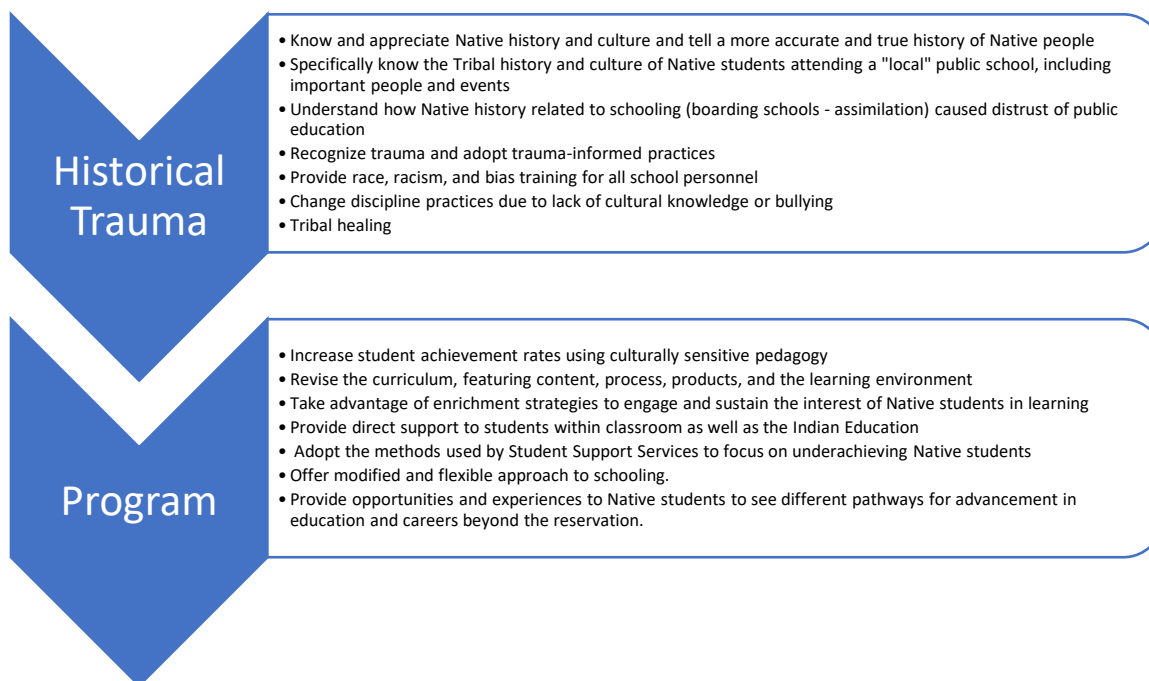 Historical
Trauma
• Know and appreciate Native history and culture and tell a more accurate and true history of Native people
• Specifically know the Tribal history and culture of Native students attending a "local" public school, including
important people and events
• Understand how Native history related to schooling (boarding schools - assimilation) caused distrust of public
education
• Recognize trauma and adopt trauma-informed practices
• Provide race, racism, and bias training for all school personnel
• Change discipline practices due to lack of cultural knowledge or bullying
• Tribal healing
Program
• Increase student achievement rates using culturally sensitive pedagogy
• Revise the curriculum, featuring content, process, products, and the learning environment
• Take advantage of enrichment strategies to engage and sustain the interest of Native students in learning
• Provide direct support to students within classroom as well as the Indian Education
• Adopt the methods used by Student Support Services to focus on underachieving Native students
• Offer modified and flexible approach to schooling.
• Provide opportunities and experiences to Native students to see different pathways for advancement in
education and careers beyond the reservation.